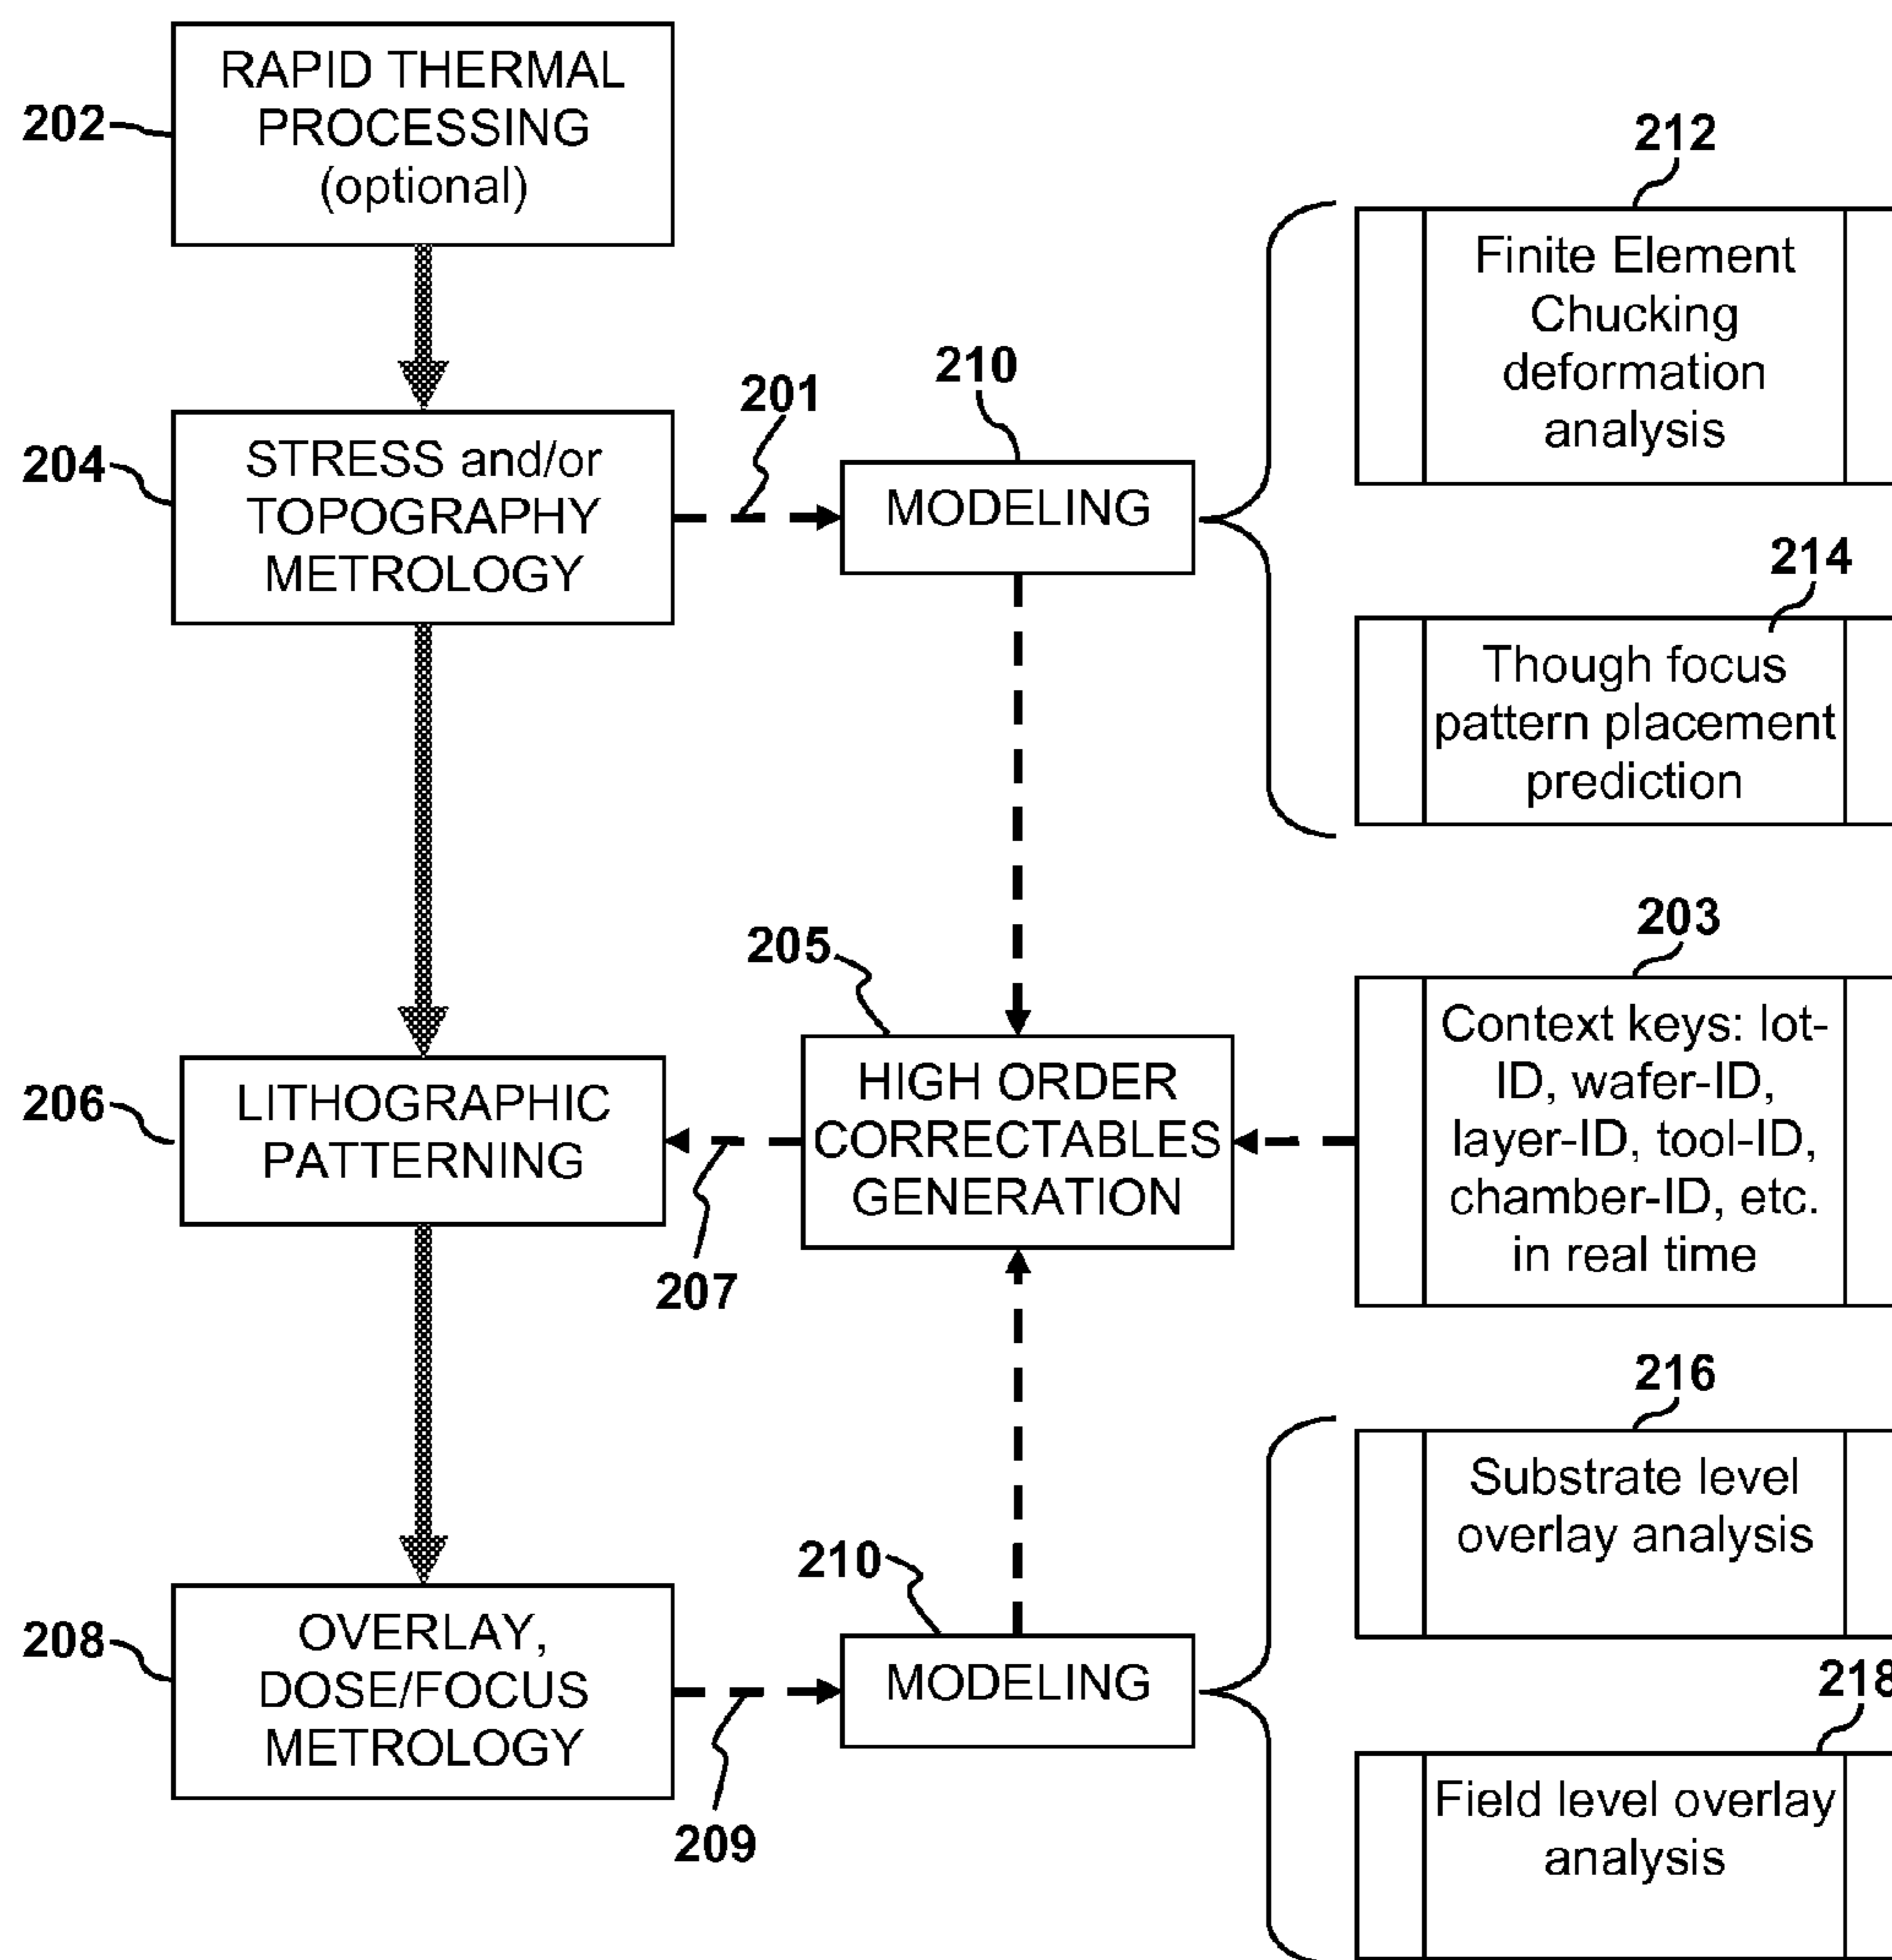 RAPID THERMAL
PROCESSING
(optional)
202
212
Finite Element
Chucking
deformation
analysis
201
210
204
STRESS and/or
TOPOGRAPHY
METROLOGY
MODELING
214
Though focus
pattern placement
prediction
203
205
Context keys: lot-
ID, wafer-ID,
layer-ID, tool-ID,
chamber-ID, etc.
in real time
206
LITHOGRAPHIC
PATTERNING
HIGH ORDER
CORRECTABLES
GENERATION
207
216
Substrate level
overlay analysis
210
208
OVERLAY,
DOSE/FOCUS
METROLOGY
MODELING
218
209
Field level overlay
analysis